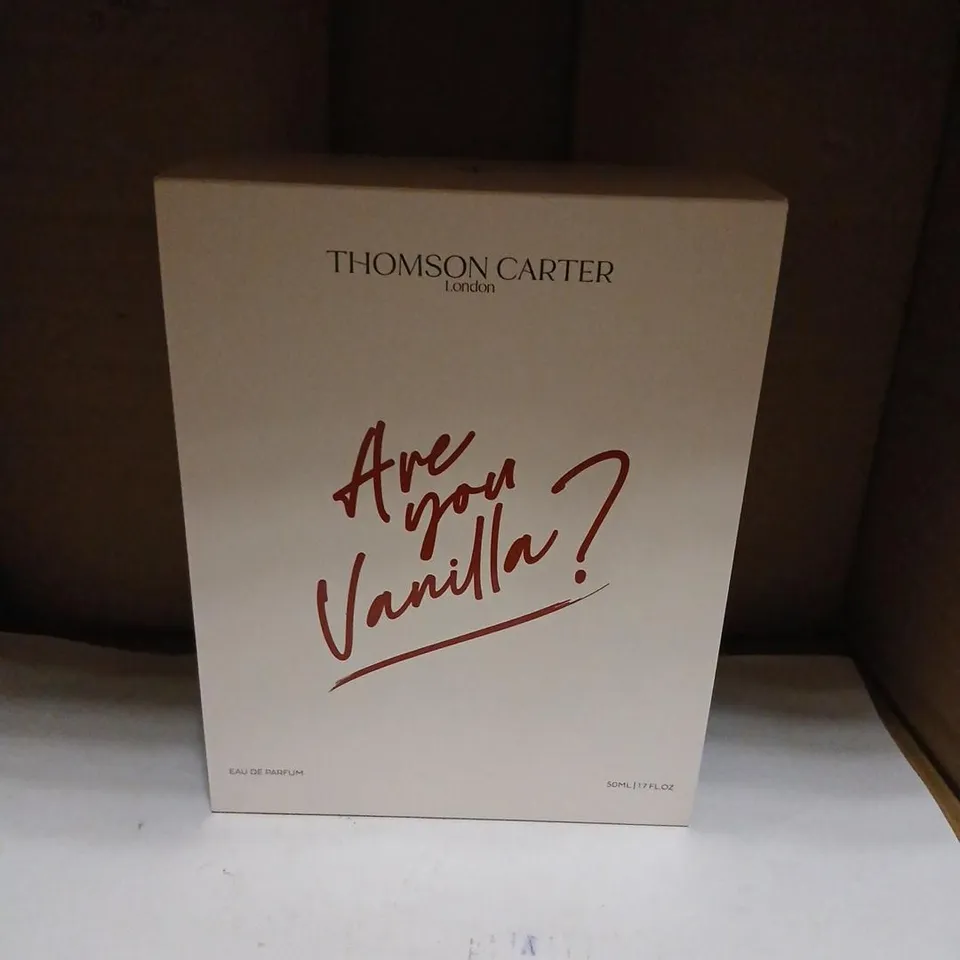 THOMSON CARTER
London
Are
you
Vanilla?
EAU DE PARFUM
50ML | 1.7 FL.OZ